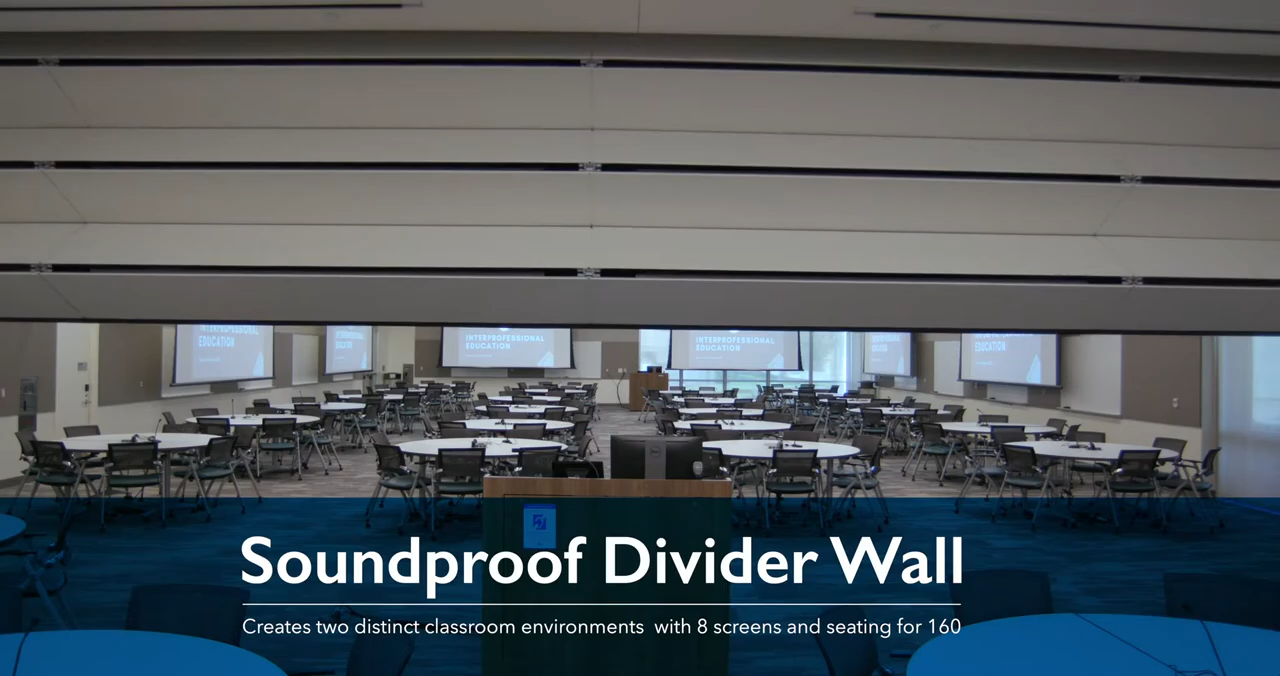 INTERPROFESSIONAL
EDUCATION
INTERPROFESSIONAL
EDUCATION
INTERPROFESSIONAL
EDUCATION
EDUCATION
Soundproof Divider Wall
Creates two distinct classroom environments with 8 screens and seating for 160